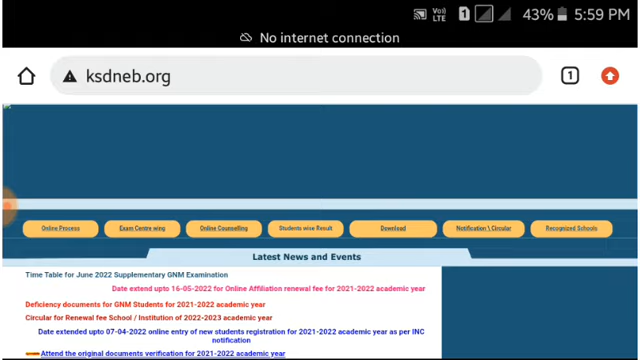 Voᴉᴉ LTE 1 43% 5:59 PM
No internet connection
ksdneb.org 1
Online Process Exam Centre wing Online Counselling Students wise Result Download Notification \ Circular Recognized Schools
Latest News and Events
Time Table for June 2022 Supplementary GNM Examination
Date extend upto 16-05-2022 for Online Affiliation renewal fee for 2021-2022 academic year
Deficiency documents for GNM Students for 2021-2022 academic year
Circular for Renewal fee School / Institution of 2022-2023 academic year
Date extended upto 07-04-2022 online entry of new students registration for 2021-2022 academic year as per INC
notification
Attend the original documents verification for 2021-2022 academic year